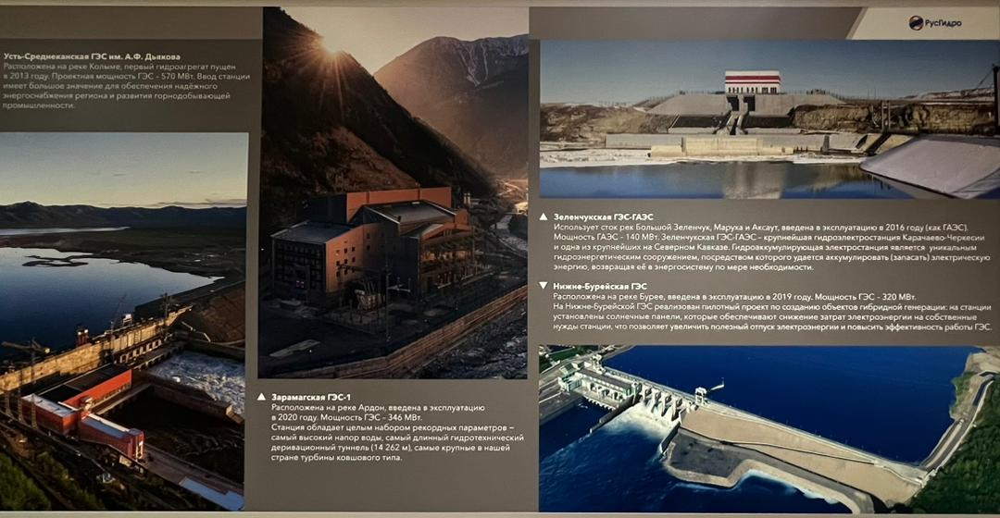 РусГидро
Усть-Среднеканская ГЭС им. А.Ф. Дьякова
Расположена на реке Колыме, первый гидроагрегат пущен
в 2013 году. Проектная мощность ГЭС – 570 МВт. Ввод станции
имеет большое значение для обеспечения надёжного
энергоснабжения региона и развития горнодобывающей
промышленности.
Зарамагская ГЭС-1
Расположена на реке Ардон, введена в эксплуатацию
в 2020 году. Мощность ГЭС – 346 МВт.
Станция обладает целым набором рекордных параметров –
самый высокий напор воды, самый длинный гидротехнический
деривационный туннель (14 262 м), самые крупные в нашей
стране турбины ковшового типа.
Зеленчукская ГЭС-ГАЭС
Использует сток рек Большой Зеленчук, Маруха и Аксаут, введена в эксплуатацию в 2016 году (как ГАЭС).
Мощность ГАЭС – 140 МВт. Зеленчукская ГЭС-ГАЭС – крупнейшая гидроэлектростанция Карачаево-Черкесии
и одна из крупнейших на Северном Кавказе. Гидроаккумулирующая электростанция является уникальным
гидроэнергетическим сооружением, посредством которого удается аккумулировать (запасать) электрическую
энергию, возвращая её в энергосистему по мере необходимости.
Нижне-Бурейская ГЭС
Расположена на реке Бурее, введена в эксплуатацию в 2019 году. Мощность ГЭС – 320 МВт.
На Нижне-Бурейской ГЭС реализован пилотный проект по созданию объектов гибридной генерации: на станции
установлены солнечные панели, которые обеспечивают снижение затрат электроэнергии на собственные
нужды станции, что позволяет увеличить полезный отпуск электроэнергии и повысить эффективность работы ГЭС.